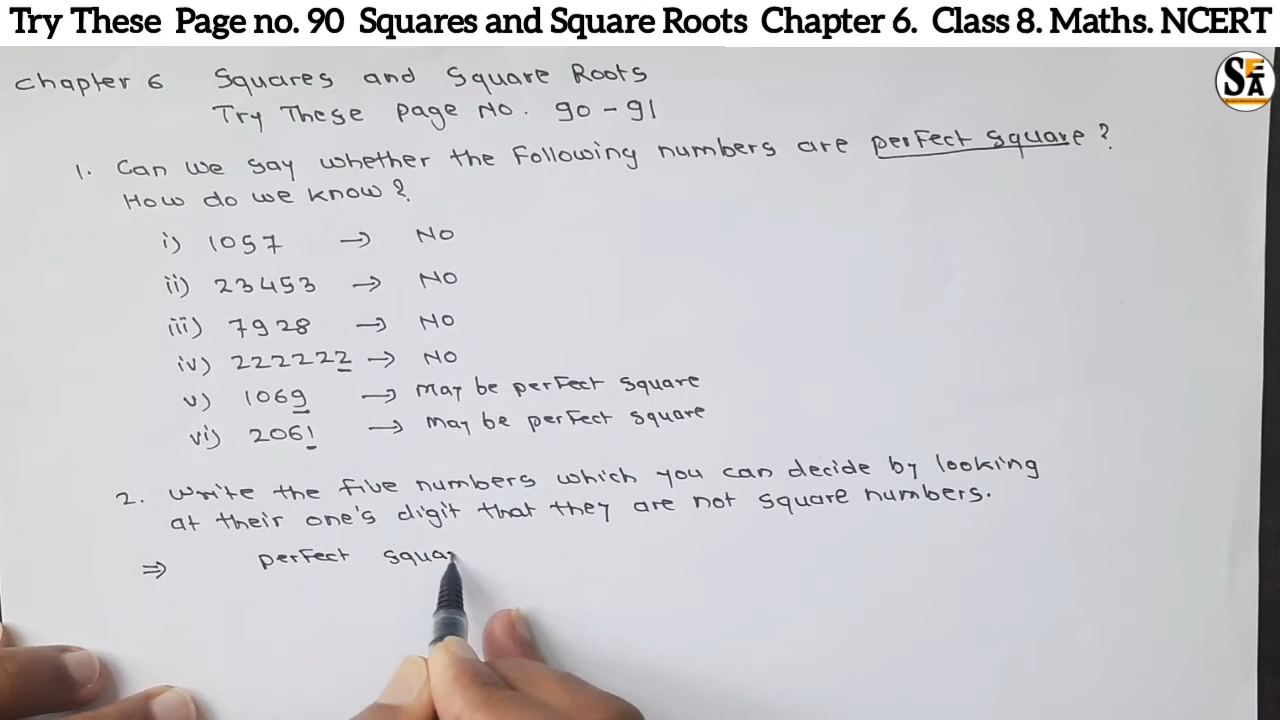 Try These Page no. 90 Squares and Square Roots Chapter 6. Class 8. Maths. NCERT
Chapter 6 Squares and Square Roots
Try These Page No. 90 - 91
1. Can we say whether the following numbers are perfect square?
How do we know?
i) 1057 → No
ii) 23453 → No
iii) 7928 → No
iv) 222222 → No
v) 1069 → May be perfect square
vi) 2061 → May be perfect square
2. Write the five numbers which you can decide by looking
at their one's digit that they are not square numbers.
⇒ perfect squar